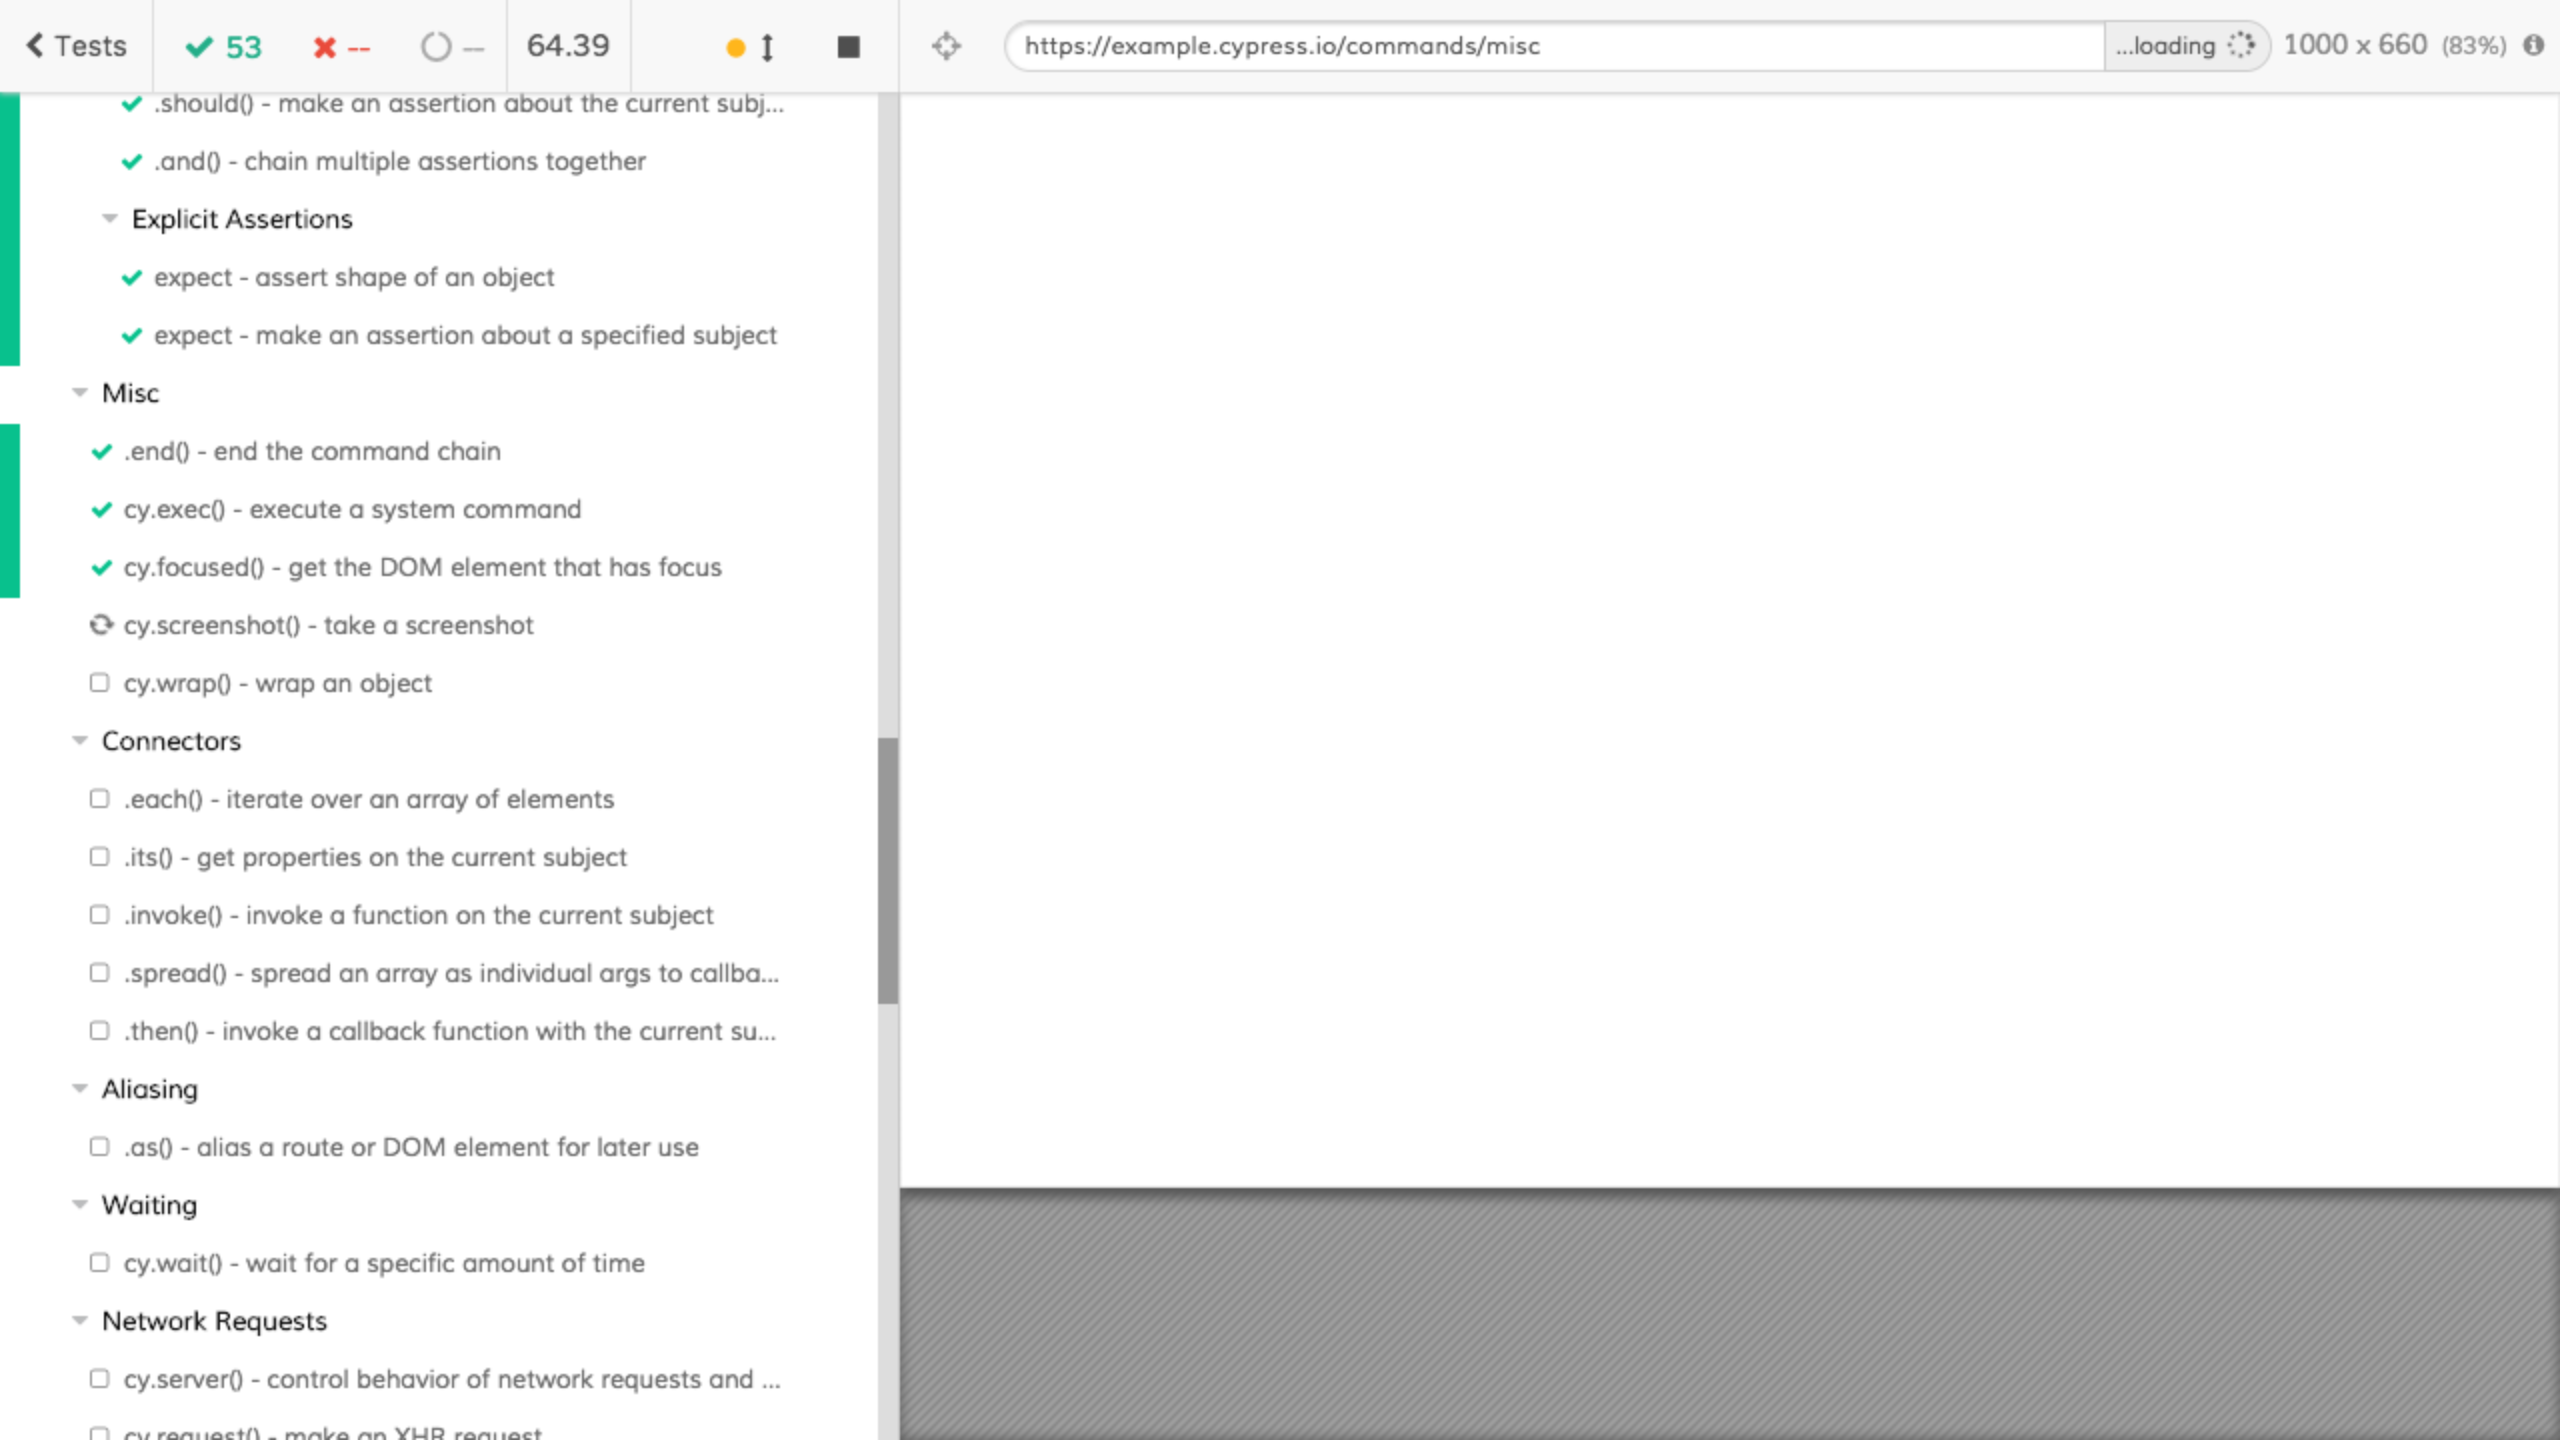 Tests
53
--
--
64.39
https://example.cypress.io/commands/misc
...loading
1000 x 660 (83%)
.should() - make an assertion about the current subj...
.and() - chain multiple assertions together
Explicit Assertions
expect - assert shape of an object
expect - make an assertion about a specified subject
Misc
.end() - end the command chain
cy.exec() - execute a system command
cy.focused() - get the DOM element that has focus
cy.screenshot() - take a screenshot
cy.wrap() - wrap an object
Connectors
.each() - iterate over an array of elements
.its() - get properties on the current subject
.invoke() - invoke a function on the current subject
.spread() - spread an array as individual args to callba...
.then() - invoke a callback function with the current su...
Aliasing
.as() - alias a route or DOM element for later use
Waiting
cy.wait() - wait for a specific amount of time
Network Requests
cy.server() - control behavior of network requests and ...
cy.request() - make an XHR request